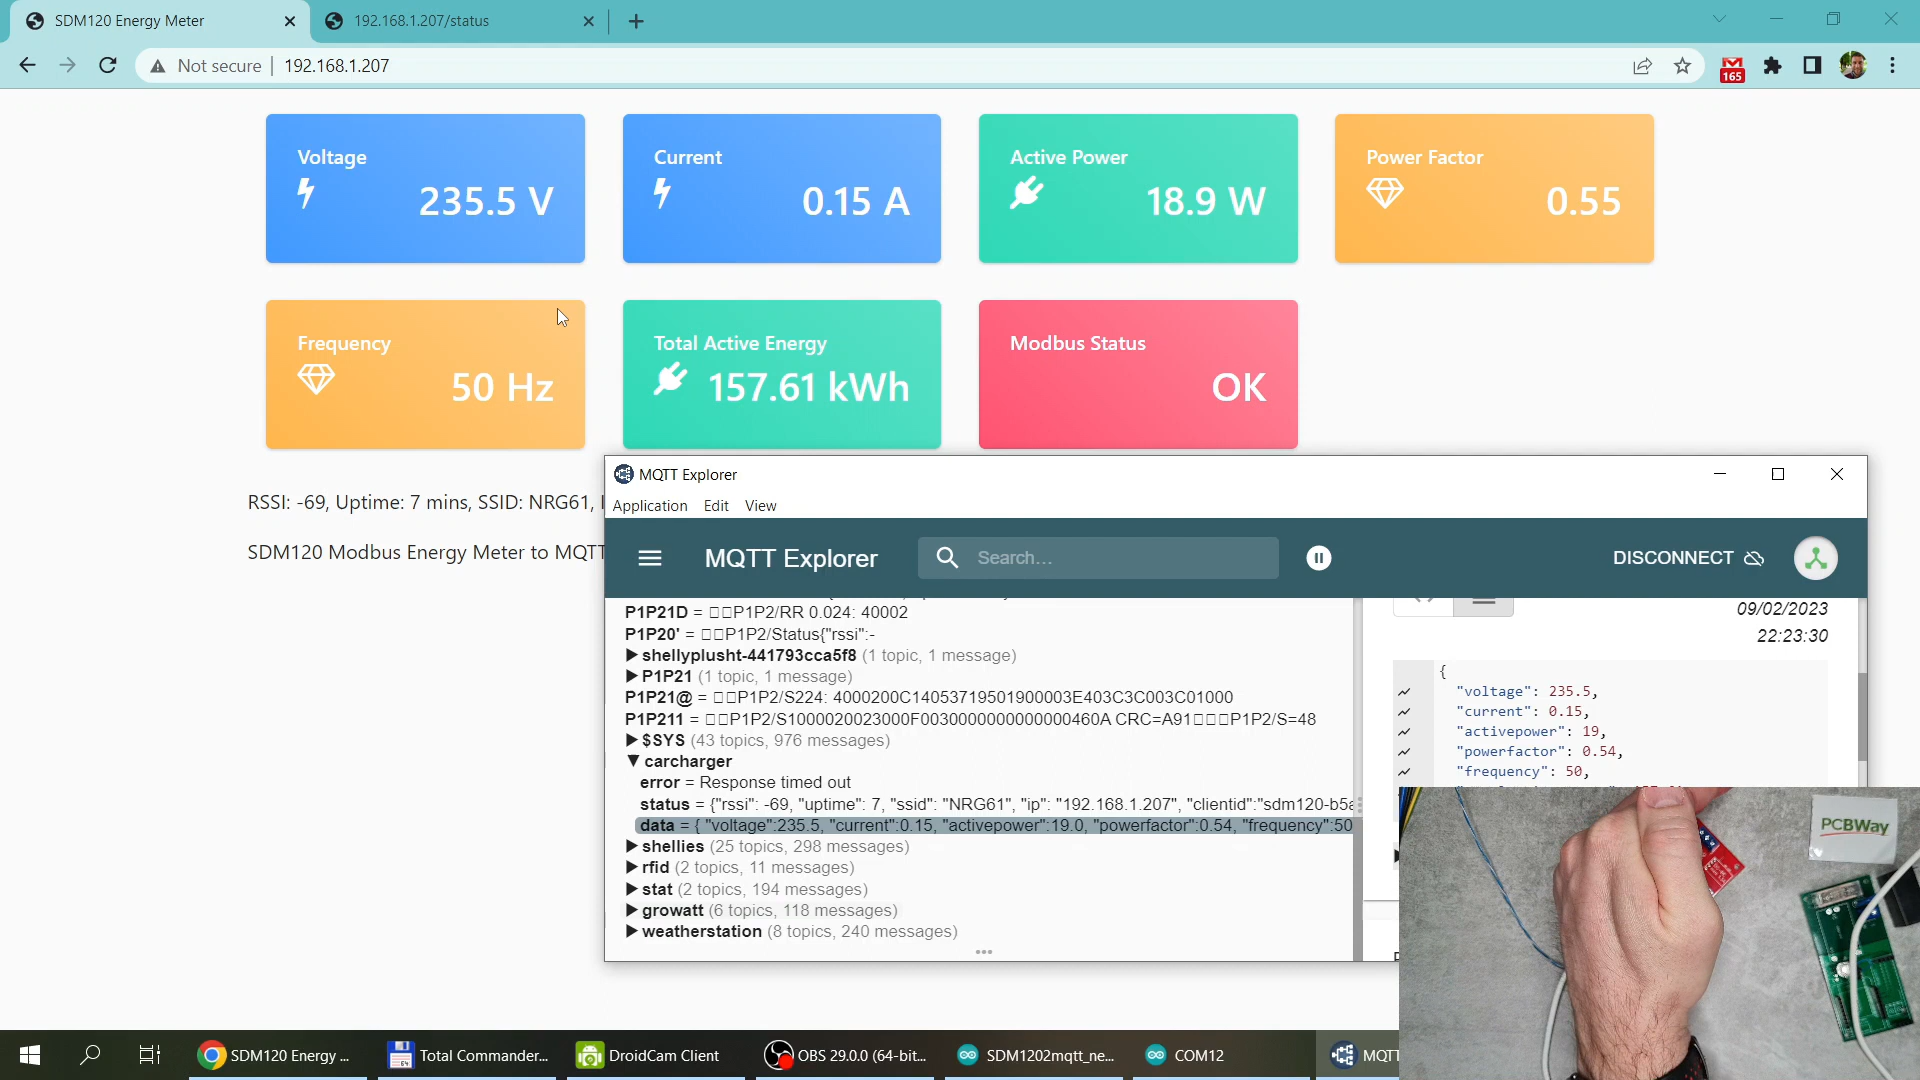 SDM120 Energy Meter
192.168.1.207/status
Not secure
192.168.1.207
165
Voltage
235.5 V
Current
0.15 A
Active Power
18.9 W
Power Factor
0.55
Frequency
50 Hz
Total Active Energy
157.61 kWh
Modbus Status
OK
RSSI: -69, Uptime: 7 mins, SSID: NRG61,
SDM120 Modbus Energy Meter to MQTT
MQTT Explorer
Application Edit View
MQTT Explorer
Search...
DISCONNECT
P1P21D = □□P1P2/RR 0.024: 40002
P1P20' = □□P1P2/Status{"rssi":-
shellyplusht-441793cca5f8 (1 topic, 1 message)
P1P21 (1 topic, 1 message)
P1P21@ = □□P1P2/S224: 4000200C14053719501900003E403C3C003C01000
P1P211 = □□P1P2/S1000020023000F0030000000000000460A CRC=A91□□□P1P2/S=48
$SYS (43 topics, 976 messages)
carcharger
error = Response timed out
status = {"rssi": -69, "uptime": 7, "ssid": "NRG61", "ip": "192.168.1.207", "clientid":"sdm120-b5a
data = { "voltage":235.5, "current":0.15, "activepower":19.0, "powerfactor":0.54, "frequency":50
shellies (25 topics, 298 messages)
rfid (2 topics, 11 messages)
stat (2 topics, 194 messages)
growatt (6 topics, 118 messages)
weatherstation (8 topics, 240 messages)
09/02/2023
22:23:30
{
"voltage": 235.5,
"current": 0.15,
"activepower": 19,
"powerfactor": 0.54,
"frequency": 50,
PCBWay
SDM120 Energy ...
Total Commander...
DroidCam Client
OBS 29.0.0 (64-bit...
SDM1202mqtt_ne...
COM12
MQTT